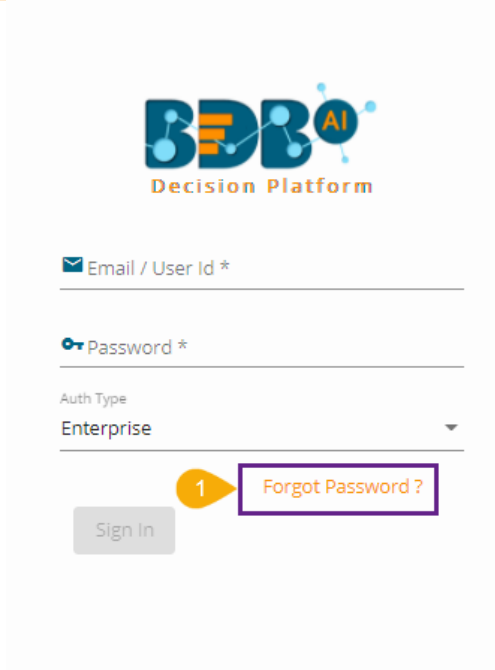 BDB AI
Decision Platform
Email / User Id *
Password *
Auth Type
Enterprise
1 Forgot Password ?
Sign In